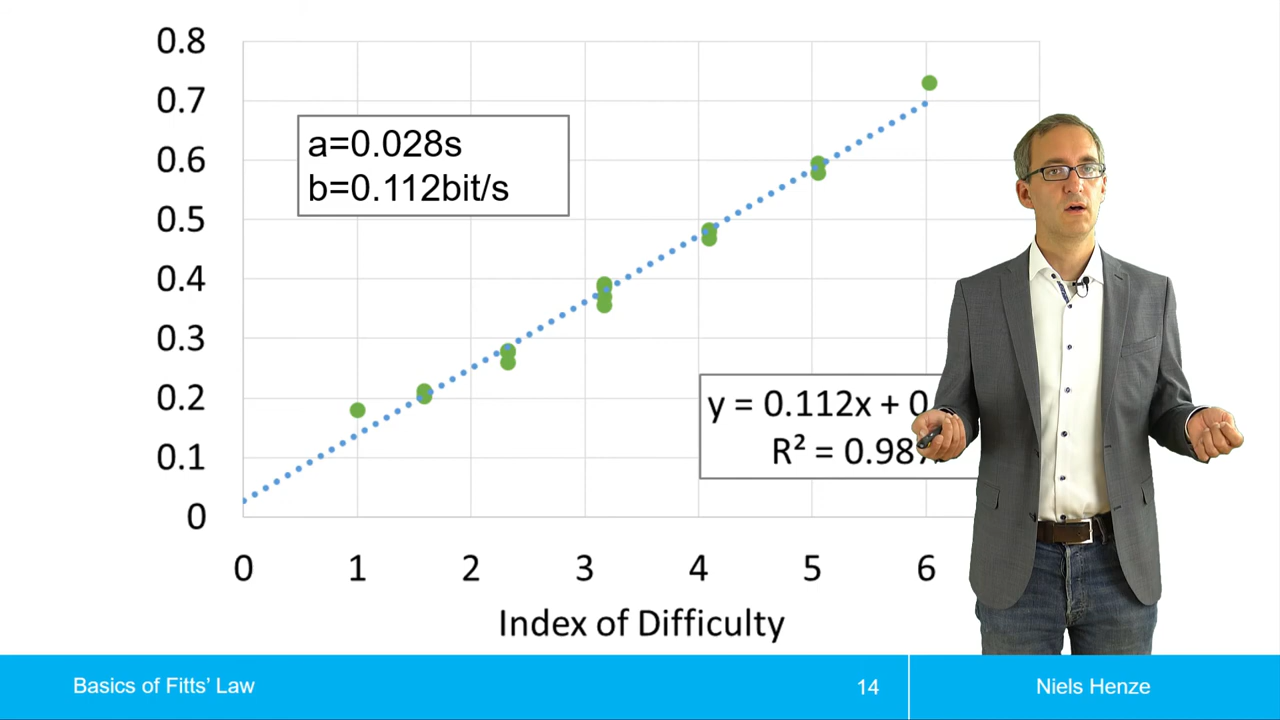 0.8
0.7
0.6
0.5
0.4
0.3
0.2
0.1
0
a=0.028s
b=0.112bit/s
y = 0.112x + 0.
R² = 0.987
0 1 2 3 4 5 6
Index of Difficulty
Basics of Fitts’ Law
14
Niels Henze